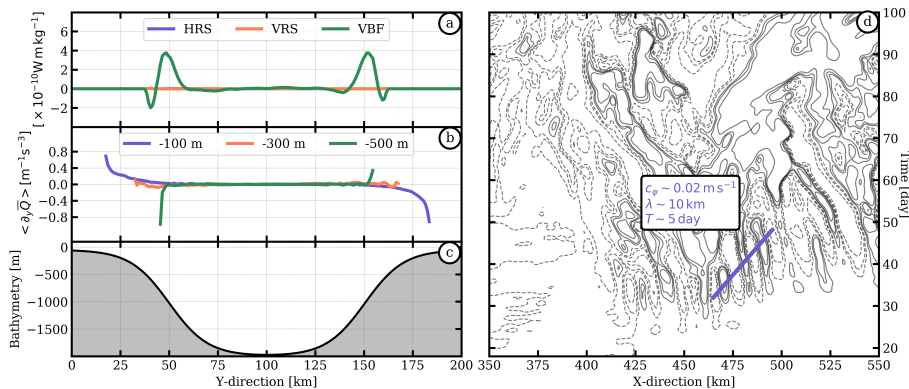 a
HRS VRS VBF
6
4
2
0
−2
[ × 10⁻¹⁰W m kg⁻¹]
b
-100 m -300 m -500 m
0.8
0.4
0.0
−0.4
−0.8
< ∂ᵧQ̅ > [m⁻¹s⁻³]
c
0
−500
−1000
−1500
Bathymetry [m]
0 25 50 75 100 125 150 175 200
Y-direction [km]
d
cᵩ ~ 0.02 m s⁻¹
λ ~ 10 km
T ~ 5 day
100
90
80
70
60
50
40
30
20
Time [day]
350 375 400 425 450 475 500 525 550
X-direction [km]